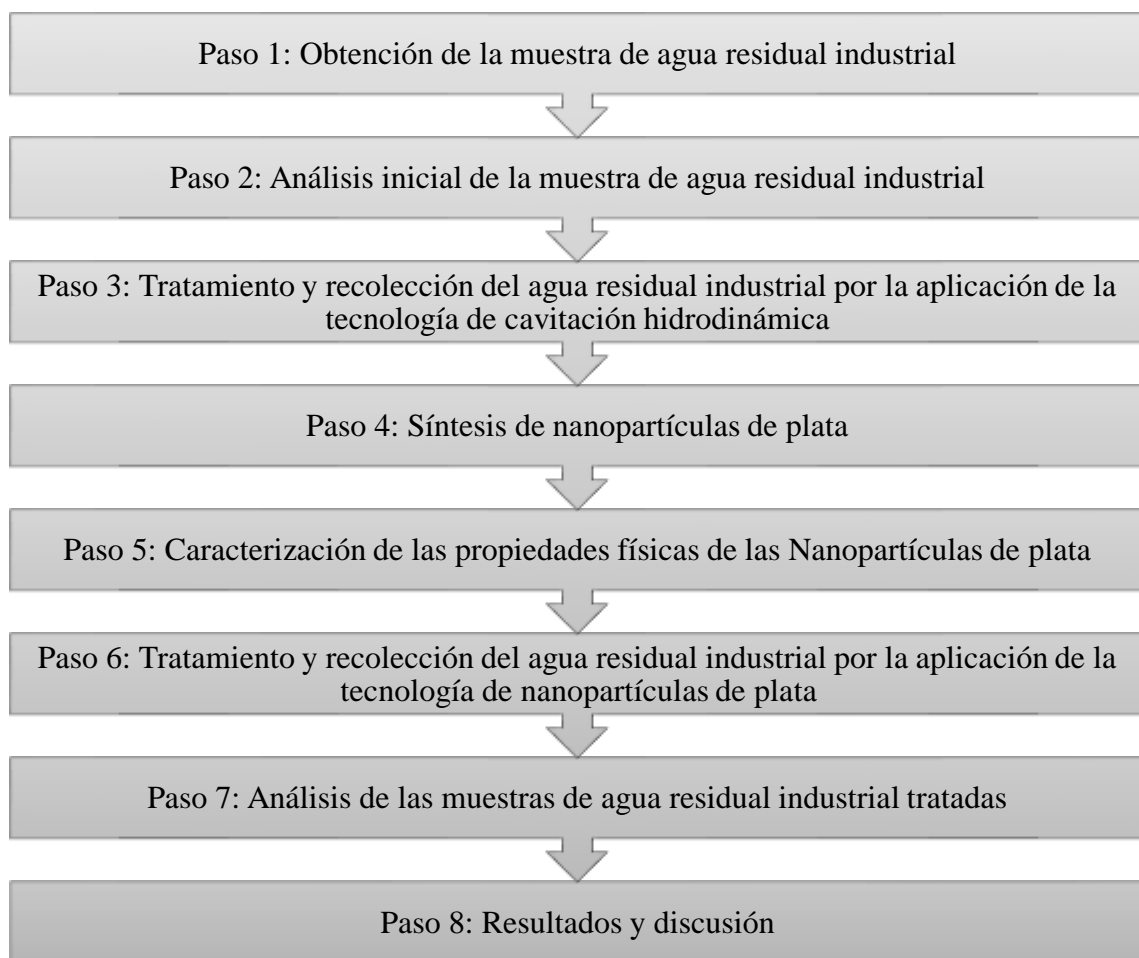 Paso 1: Obtención de la muestra de agua residual industrial
Paso 2: Análisis inicial de la muestra de agua residual industrial
Paso 3: Tratamiento y recolección del agua residual industrial por la aplicación de la
tecnología de cavitación hidrodinámica
Paso 4: Síntesis de nanopartículas de plata
Paso 5: Caracterización de las propiedades físicas de las Nanopartículas de plata
Paso 6: Tratamiento y recolección del agua residual industrial por la aplicación de la
tecnología de nanopartículas de plata
Paso 7: Análisis de las muestras de agua residual industrial tratadas
Paso 8: Resultados y discusión